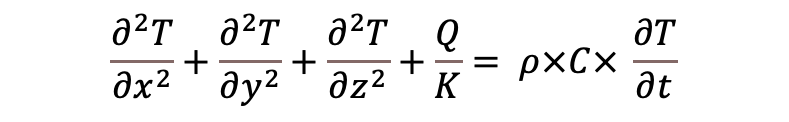 ∂²T/∂x² + ∂²T/∂y² + ∂²T/∂z² + Q/K = ρ×C× ∂T/∂t